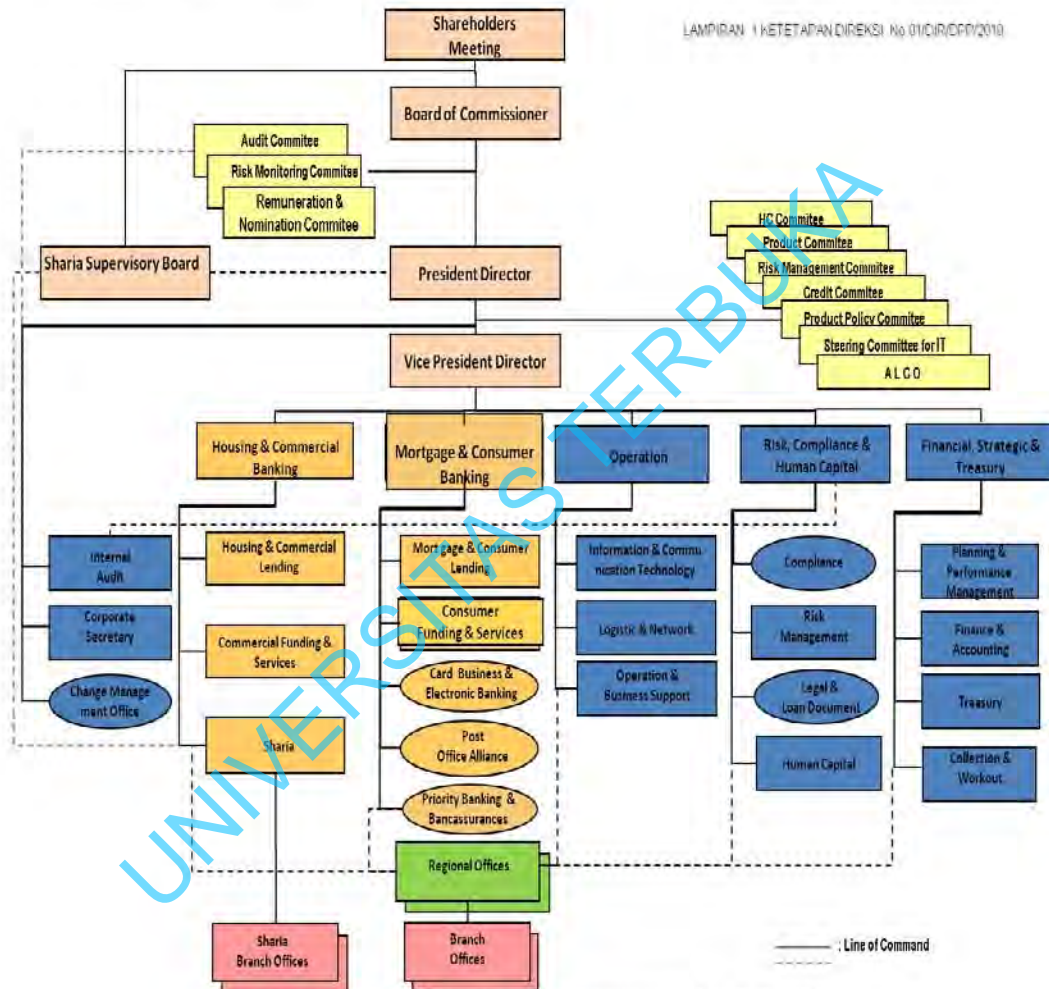 Shareholders
Meeting
LAMPIRAN 1 KETETAPAN DIREKSI No 01/DIR/DPP/2010
Board of Commissioner
Audit Commitee
Risk Monitoring Commitee
Remuneration &
Nomination Commitee
HC Commitee
Product Commitee
Risk Management Commitee
Credit Commitee
Product Policy Commitee
Steering Committee for IT
A L C O
Sharia Supervisory Board
President Director
Vice President Director
Housing & Commercial
Banking
Mortgage & Consumer
Banking
Operation
Risk, Compliance &
Human Capital
Financial, Strategic &
Treasury
Internal
Audit
Corporate
Secretary
Change Manage
ment Office
Housing & Commercial
Lending
Commercial Funding &
Services
Sharia
Mortgage & Consumer
Lending
Consumer
Funding & Services
Card Business &
Electronic Banking
Post
Office Alliance
Priority Banking &
Bancassurances
Information & Commu
nication Technology
Logistic & Network
Operation &
Business Support
Compliance
Risk
Management
Legal &
Loan Document
Human Capital
Planning &
Performance
Management
Finance &
Accounting
Treasury
Collection &
Workout
Regional Offices
Sharia
Branch Offices
Branch
Offices
: Line of Command
UNIVERSITAS TERBUKA